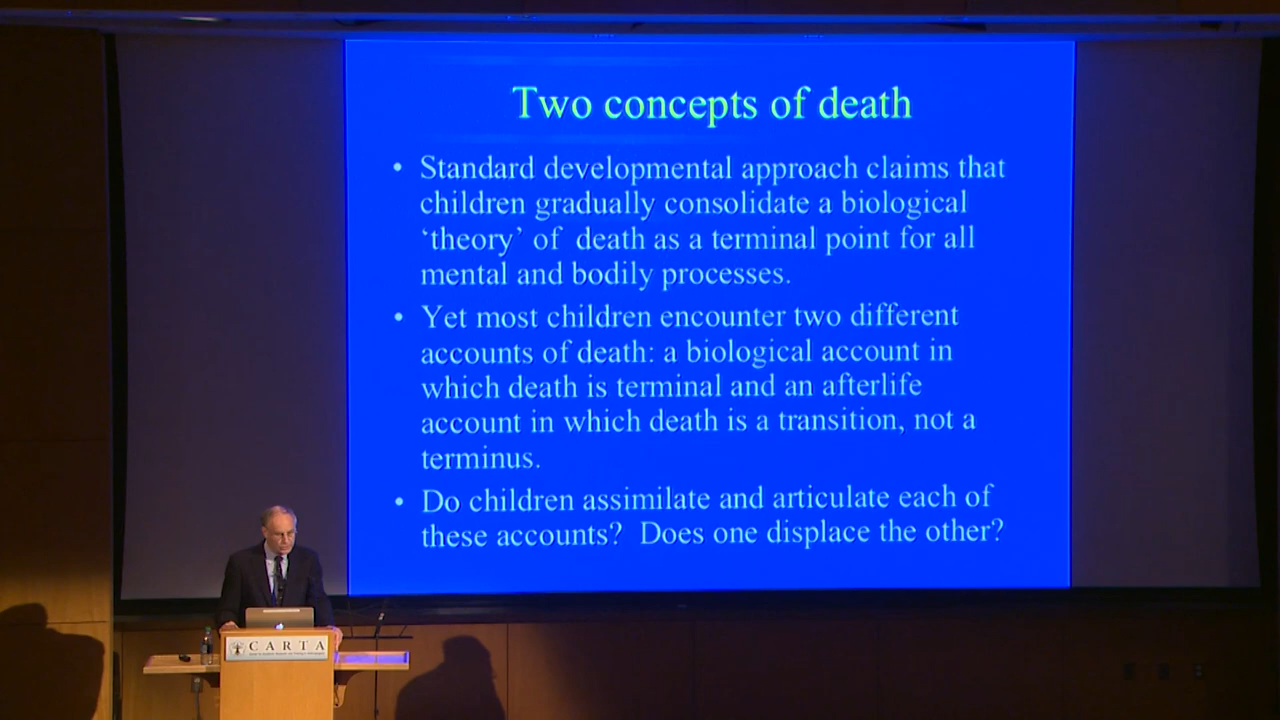 Two concepts of death
• Standard developmental approach claims that
children gradually consolidate a biological
‘theory’ of death as a terminal point for all
mental and bodily processes.
• Yet most children encounter two different
accounts of death: a biological account in
which death is terminal and an afterlife
account in which death is a transition, not a
terminus.
• Do children assimilate and articulate each of
these accounts? Does one displace the other?
CARTA